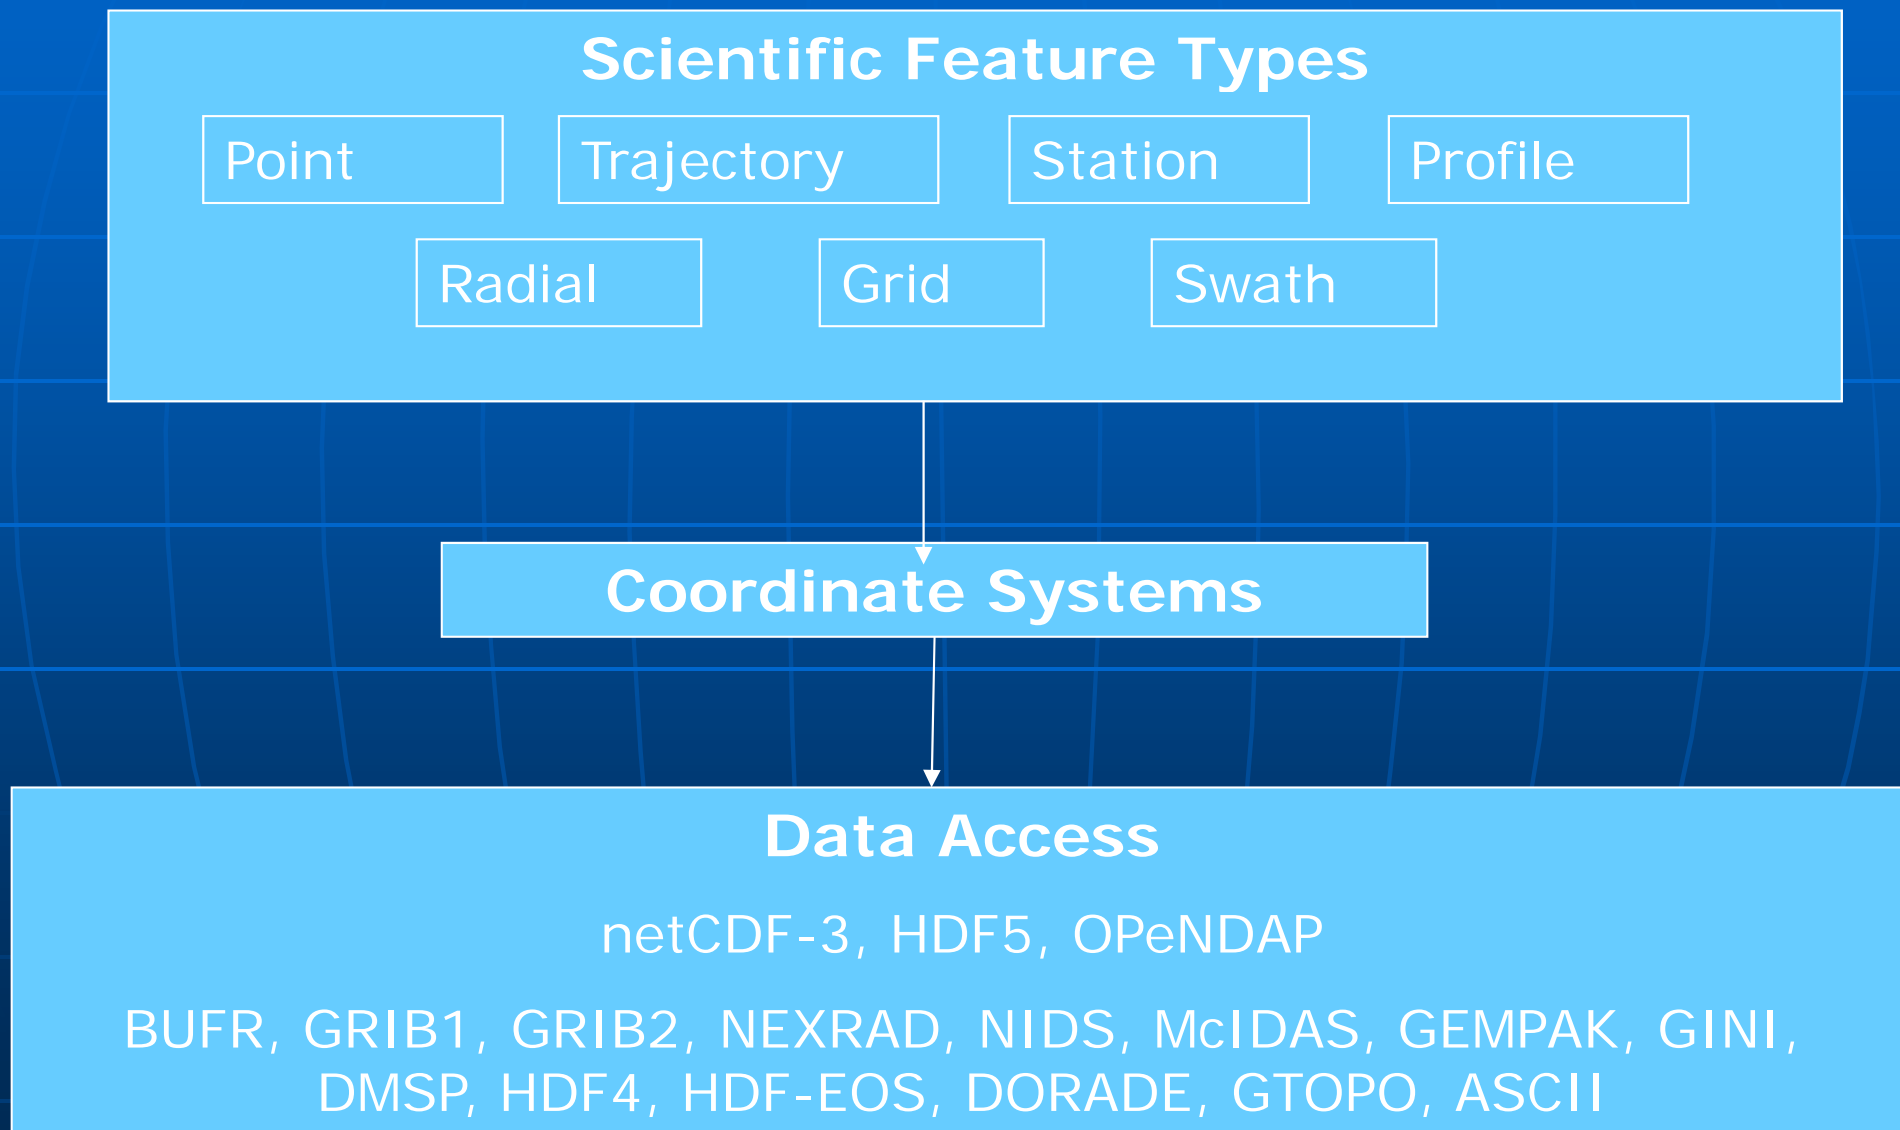 Scientific Feature Types
Point Trajectory Station Profile
Radial Grid Swath
Coordinate Systems
Data Access
netCDF-3, HDF5, OPeNDAP
BUFR, GRIB1, GRIB2, NEXRAD, NIDS, McIDAS, GEMPAK, GINI,
DMSP, HDF4, HDF-EOS, DORADE, GTOPO, ASCII